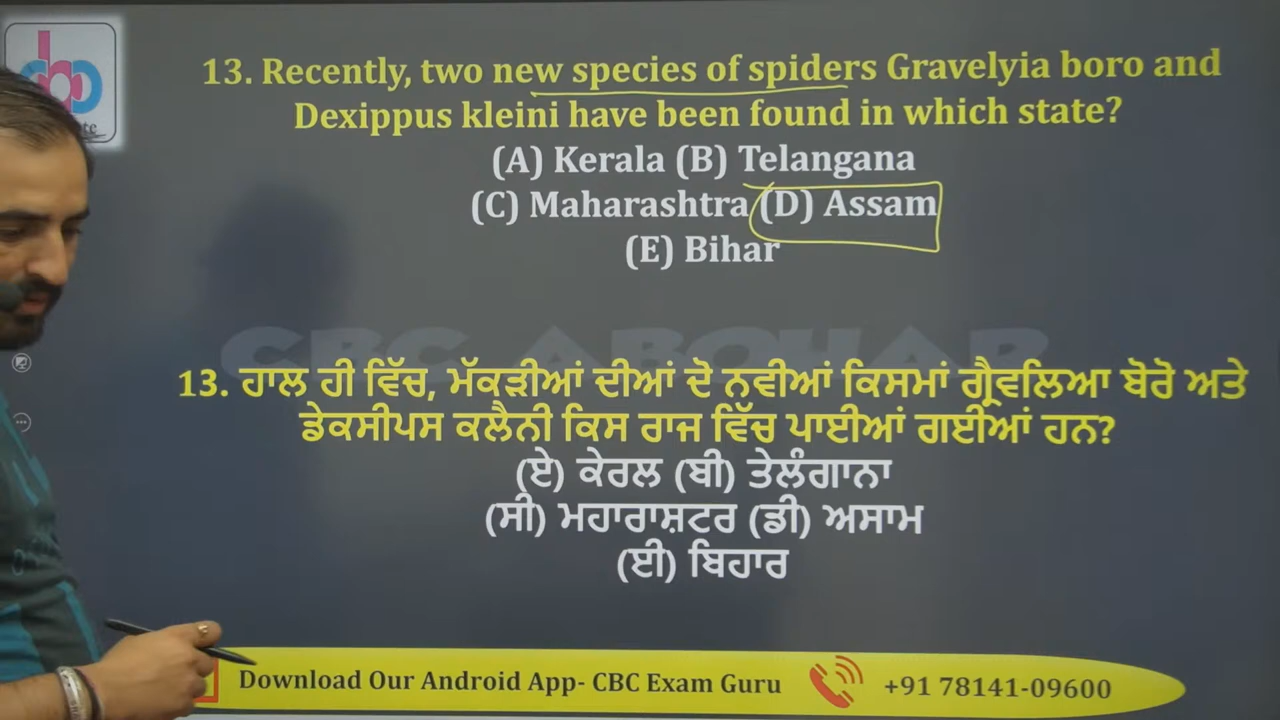 13. Recently, two new species of spiders Gravelyia boro and
Dexippus kleini have been found in which state?
(A) Kerala (B) Telangana
(C) Maharashtra (D) Assam
(E) Bihar
CBC ABOHAR
13. ਹਾਲ ਹੀ ਵਿੱਚ, ਮੱਕੜੀਆਂ ਦੀਆਂ ਦੋ ਨਵੀਆਂ ਕਿਸਮਾਂ ਗ੍ਰੈਵਲਿਆ ਬੋਰੋ ਅਤੇ
ਡੇਕਸੀਪਸ ਕਲੈਨੀ ਕਿਸ ਰਾਜ ਵਿੱਚ ਪਾਈਆਂ ਗਈਆਂ ਹਨ?
(ਏ) ਕੇਰਲ (ਬੀ) ਤੇਲੰਗਾਨਾ
(ਸੀ) ਮਹਾਰਾਸ਼ਟਰ (ਡੀ) ਅਸਾਮ
(ਈ) ਬਿਹਾਰ
Download Our Android App- CBC Exam Guru
+91 78141-09600